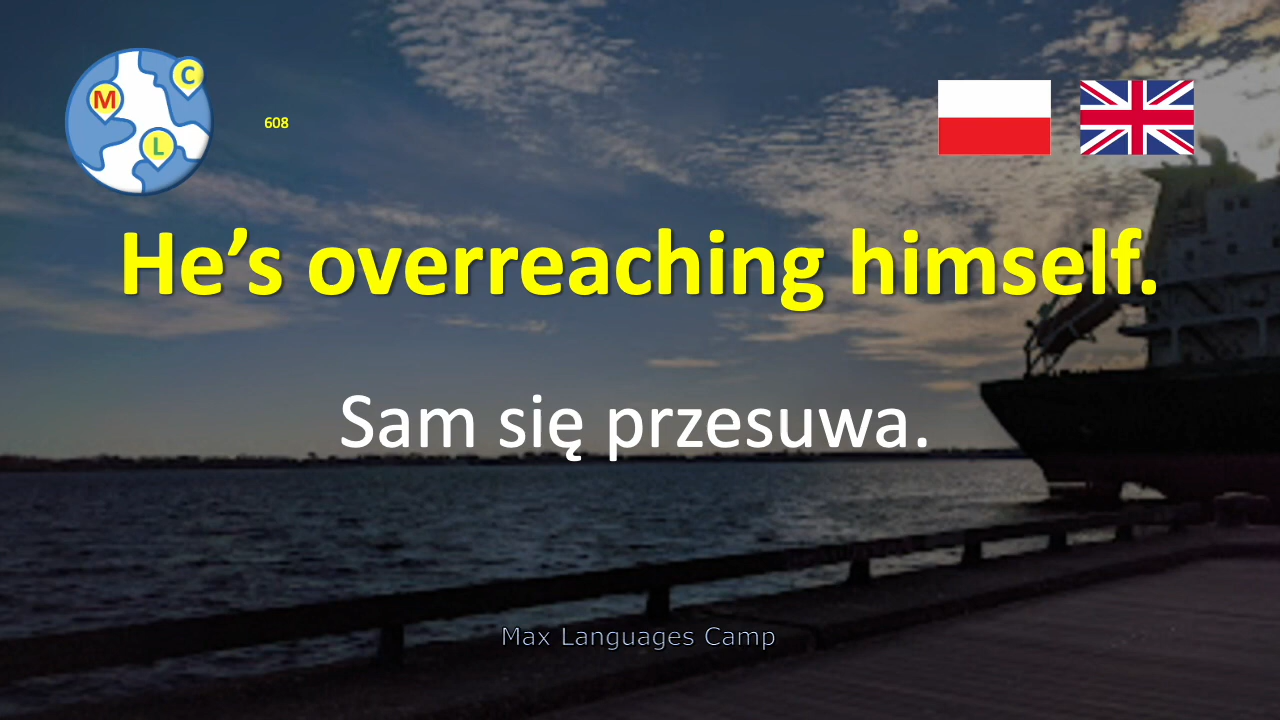 M
C
L
608
He’s overreaching himself.
Sam się przesuwa.
Max Languages Camp